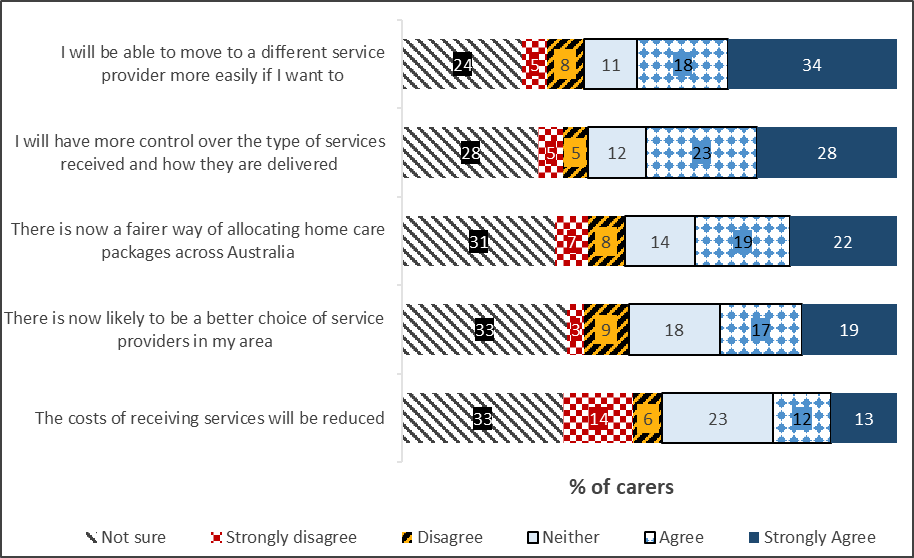 I will be able to move to a different service
provider more easily if I want to
24 5 8 11 18 34
I will have more control over the type of services
received and how they are delivered
28 5 5 12 23 28
There is now a fairer way of allocating home care
packages across Australia
31 7 8 14 19 22
There is now likely to be a better choice of service
providers in my area
33 3 9 18 17 19
The costs of receiving services will be reduced
33 14 6 23 12 13
% of carers
Not sure Strongly disagree Disagree Neither Agree Strongly Agree